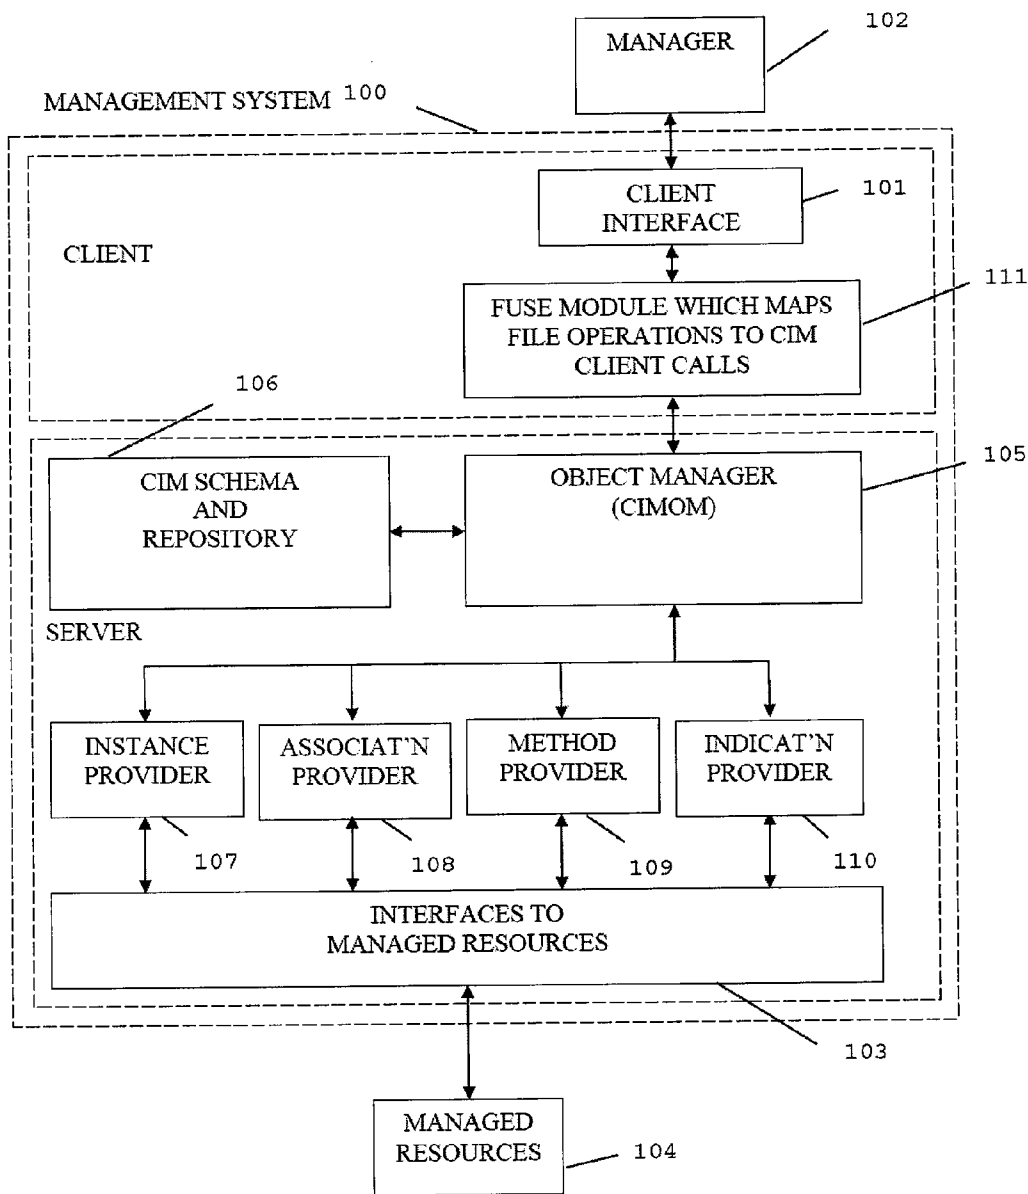 MANAGER
102
MANAGEMENT SYSTEM 100
CLIENT
INTERFACE
101
CLIENT
FUSE MODULE WHICH MAPS
FILE OPERATIONS TO CIM
CLIENT CALLS
111
106
CIM SCHEMA
AND
REPOSITORY
OBJECT MANAGER
(CIMOM)
105
SERVER
INSTANCE
PROVIDER
ASSOCIAT'N
PROVIDER
METHOD
PROVIDER
INDICAT'N
PROVIDER
107
108
109
110
INTERFACES TO
MANAGED RESOURCES
103
MANAGED
RESOURCES
104